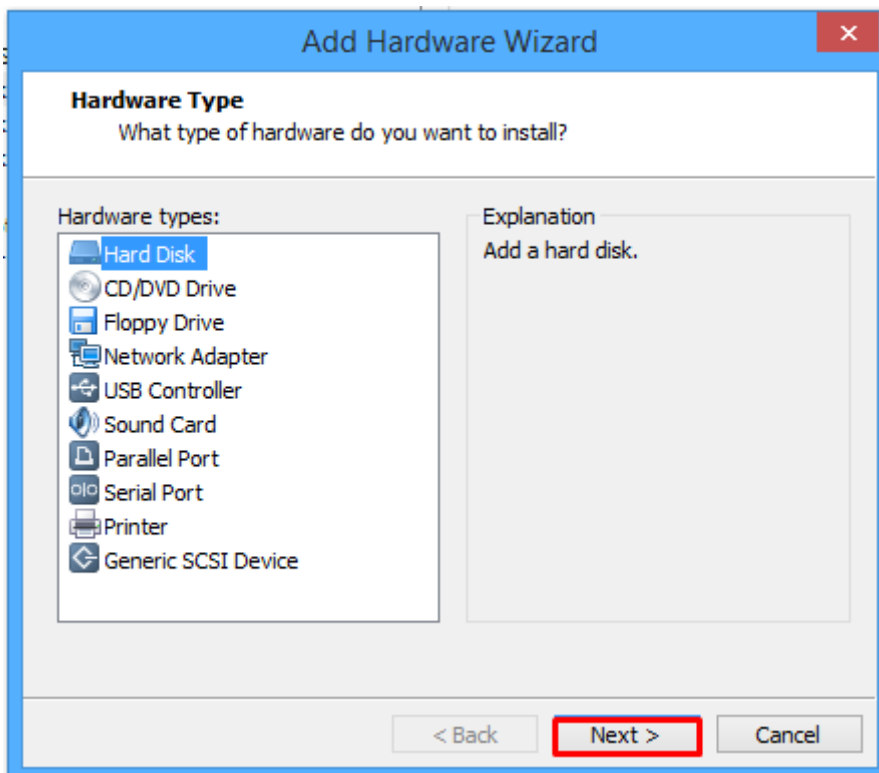 Add Hardware Wizard
Hardware Type
What type of hardware do you want to install?
Hardware types:
Hard Disk
CD/DVD Drive
Floppy Drive
Network Adapter
USB Controller
Sound Card
Parallel Port
Serial Port
Printer
Generic SCSI Device
Explanation
Add a hard disk.
< Back
Next >
Cancel